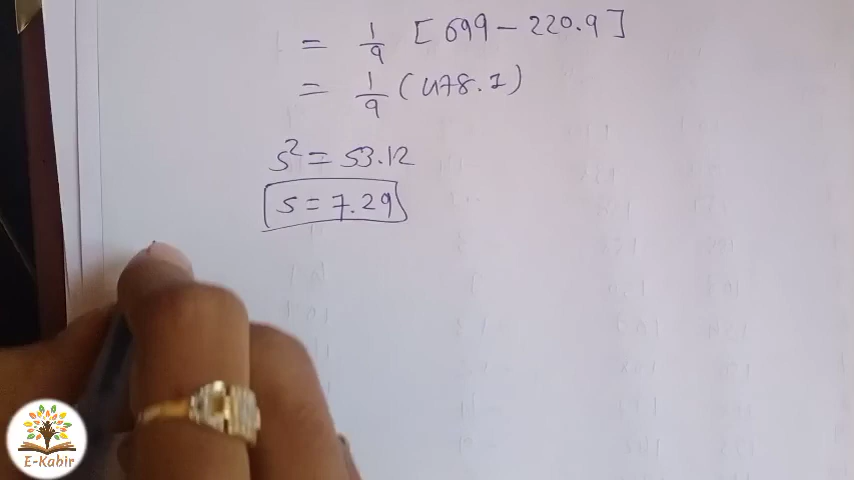 = 1/9 [699 - 220.9]
= 1/9 (478.1)
s² = 53.12
s = 7.29
E-Kabir